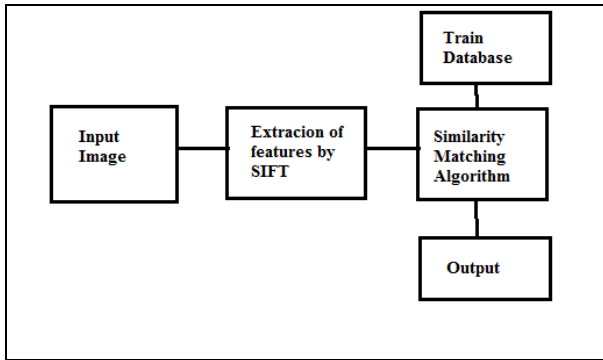 Train
Database
Input
Image
Extracion of
features by
SIFT
Similarity
Matching
Algorithm
Output